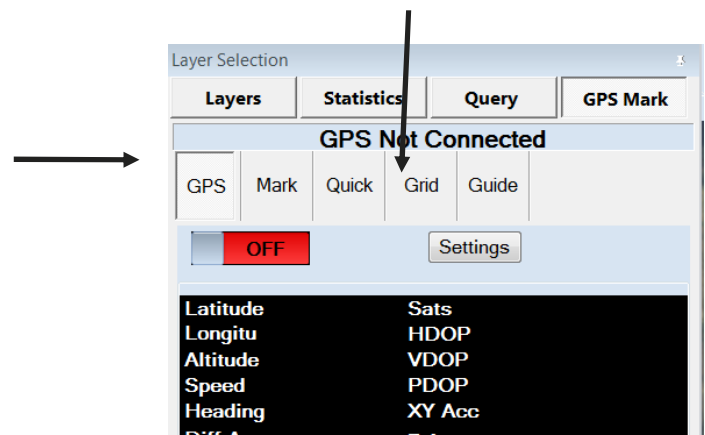 Layer Selection
Layers Statistics Query GPS Mark
GPS Not Connected
GPS Mark Quick Grid Guide
OFF Settings
Latitude Sats
Longitu HDOP
Altitude VDOP
Speed PDOP
Heading XY Acc